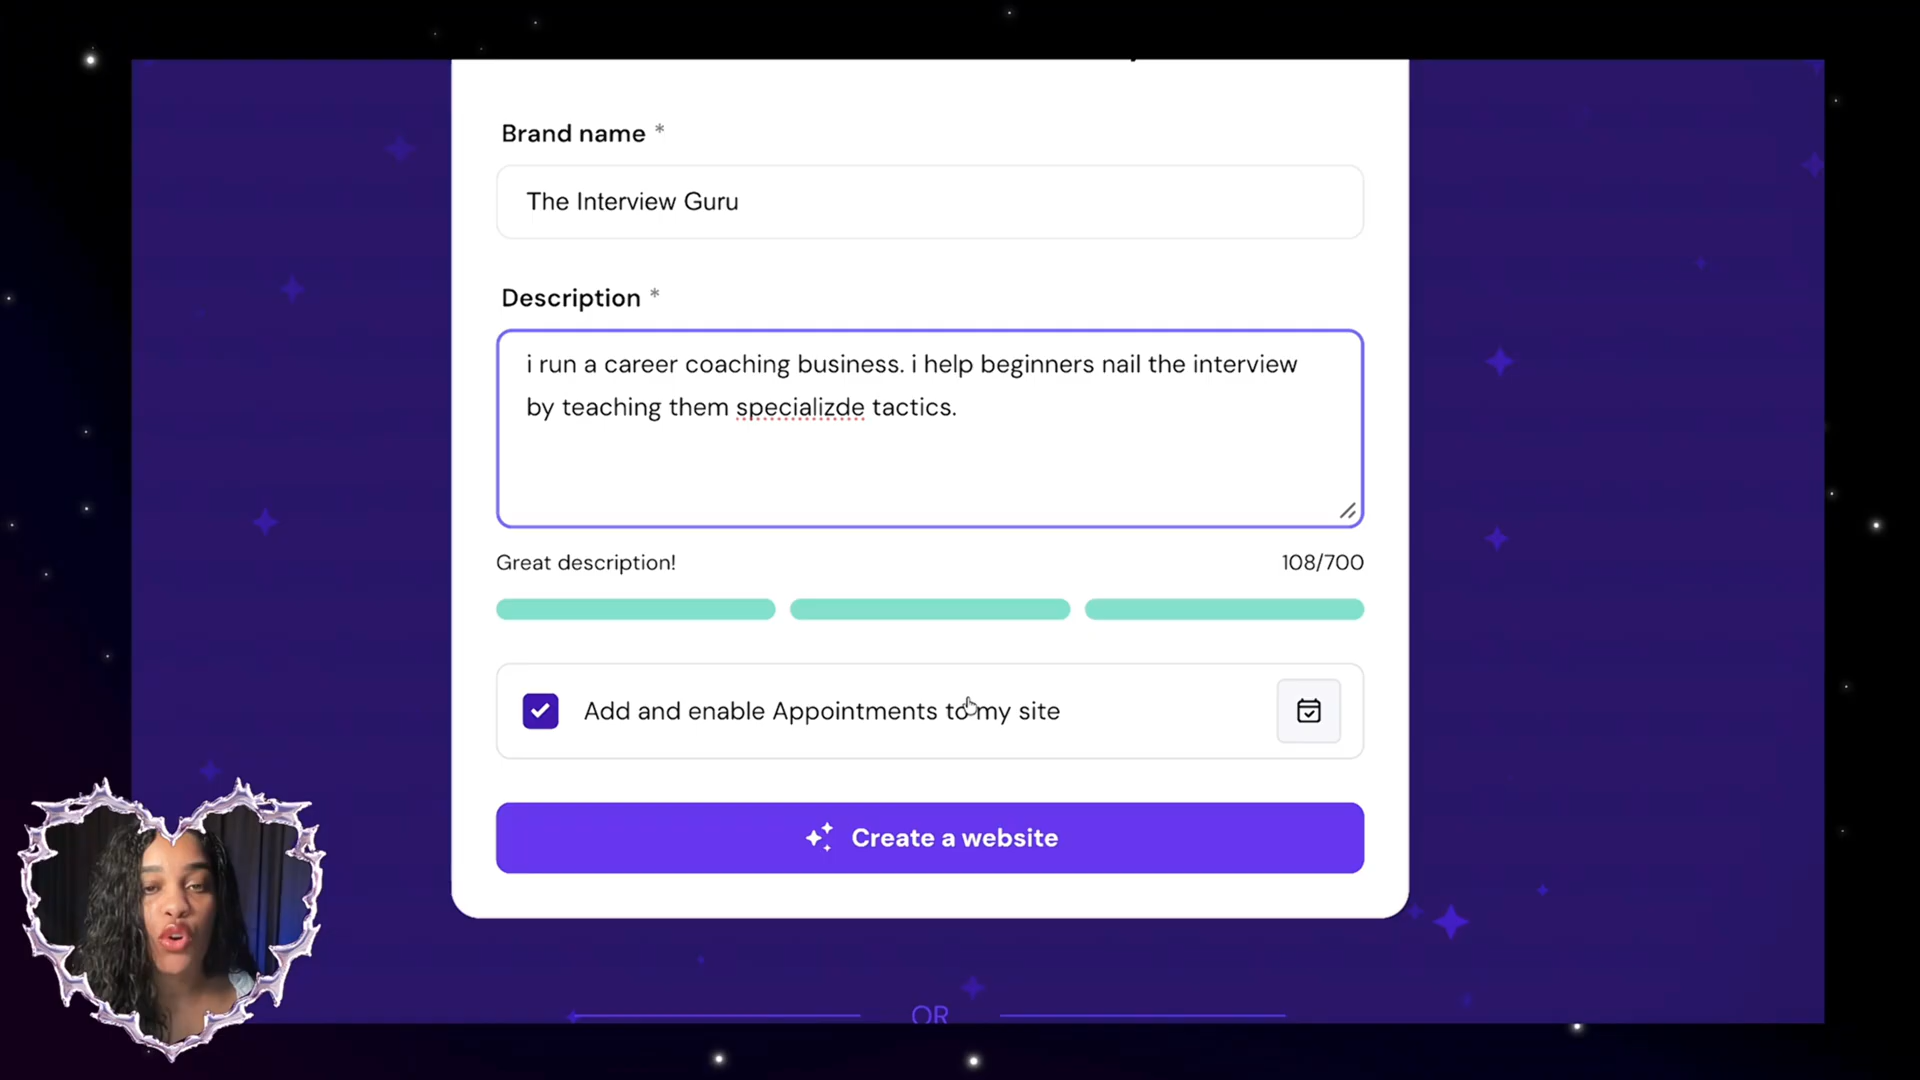 Brand name *
The Interview Guru
Description *
i run a career coaching business. i help beginners nail the interview
by teaching them specializde tactics.
Great description!
108/700
Add and enable Appointments to my site
Create a website
OR